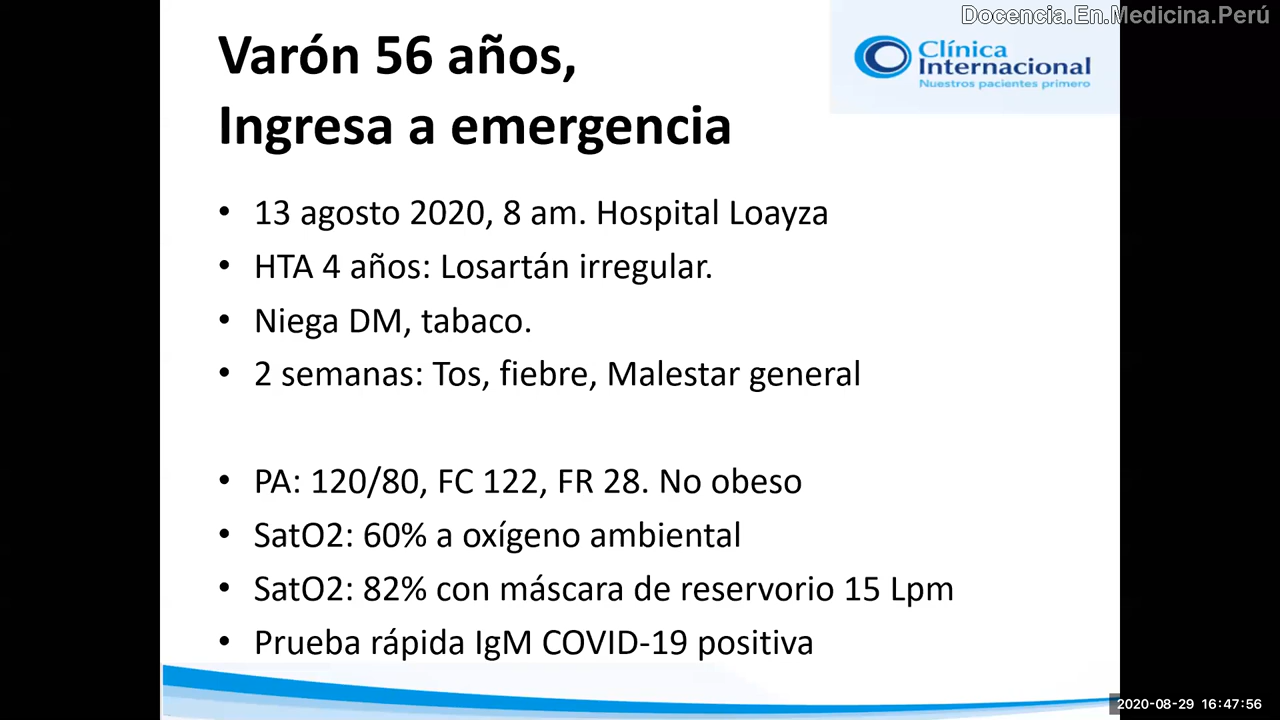 Docencia.En.Medicina.Perú
Clínica
Internacional
Nuestros pacientes primero
Varón 56 años,
Ingresa a emergencia
• 13 agosto 2020, 8 am. Hospital Loayza
• HTA 4 años: Losartán irregular.
• Niega DM, tabaco.
• 2 semanas: Tos, fiebre, Malestar general
• PA: 120/80, FC 122, FR 28. No obeso
• SatO2: 60% a oxígeno ambiental
• SatO2: 82% con máscara de reservorio 15 Lpm
• Prueba rápida IgM COVID-19 positiva
2020-08-29 16:47:56